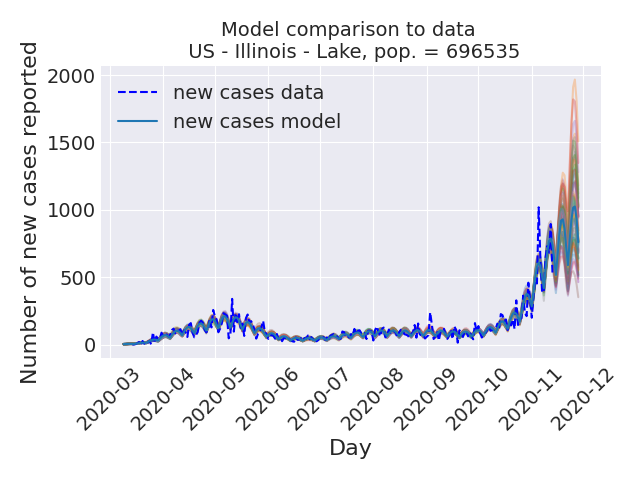 Model comparison to data
US - Illinois - Lake, pop. = 696535
Number of new cases reported
2000
1500
1000
500
0
new cases data
new cases model
2020-03
2020-04
2020-05
2020-06
2020-07
2020-08
2020-09
2020-10
2020-11
2020-12
Day